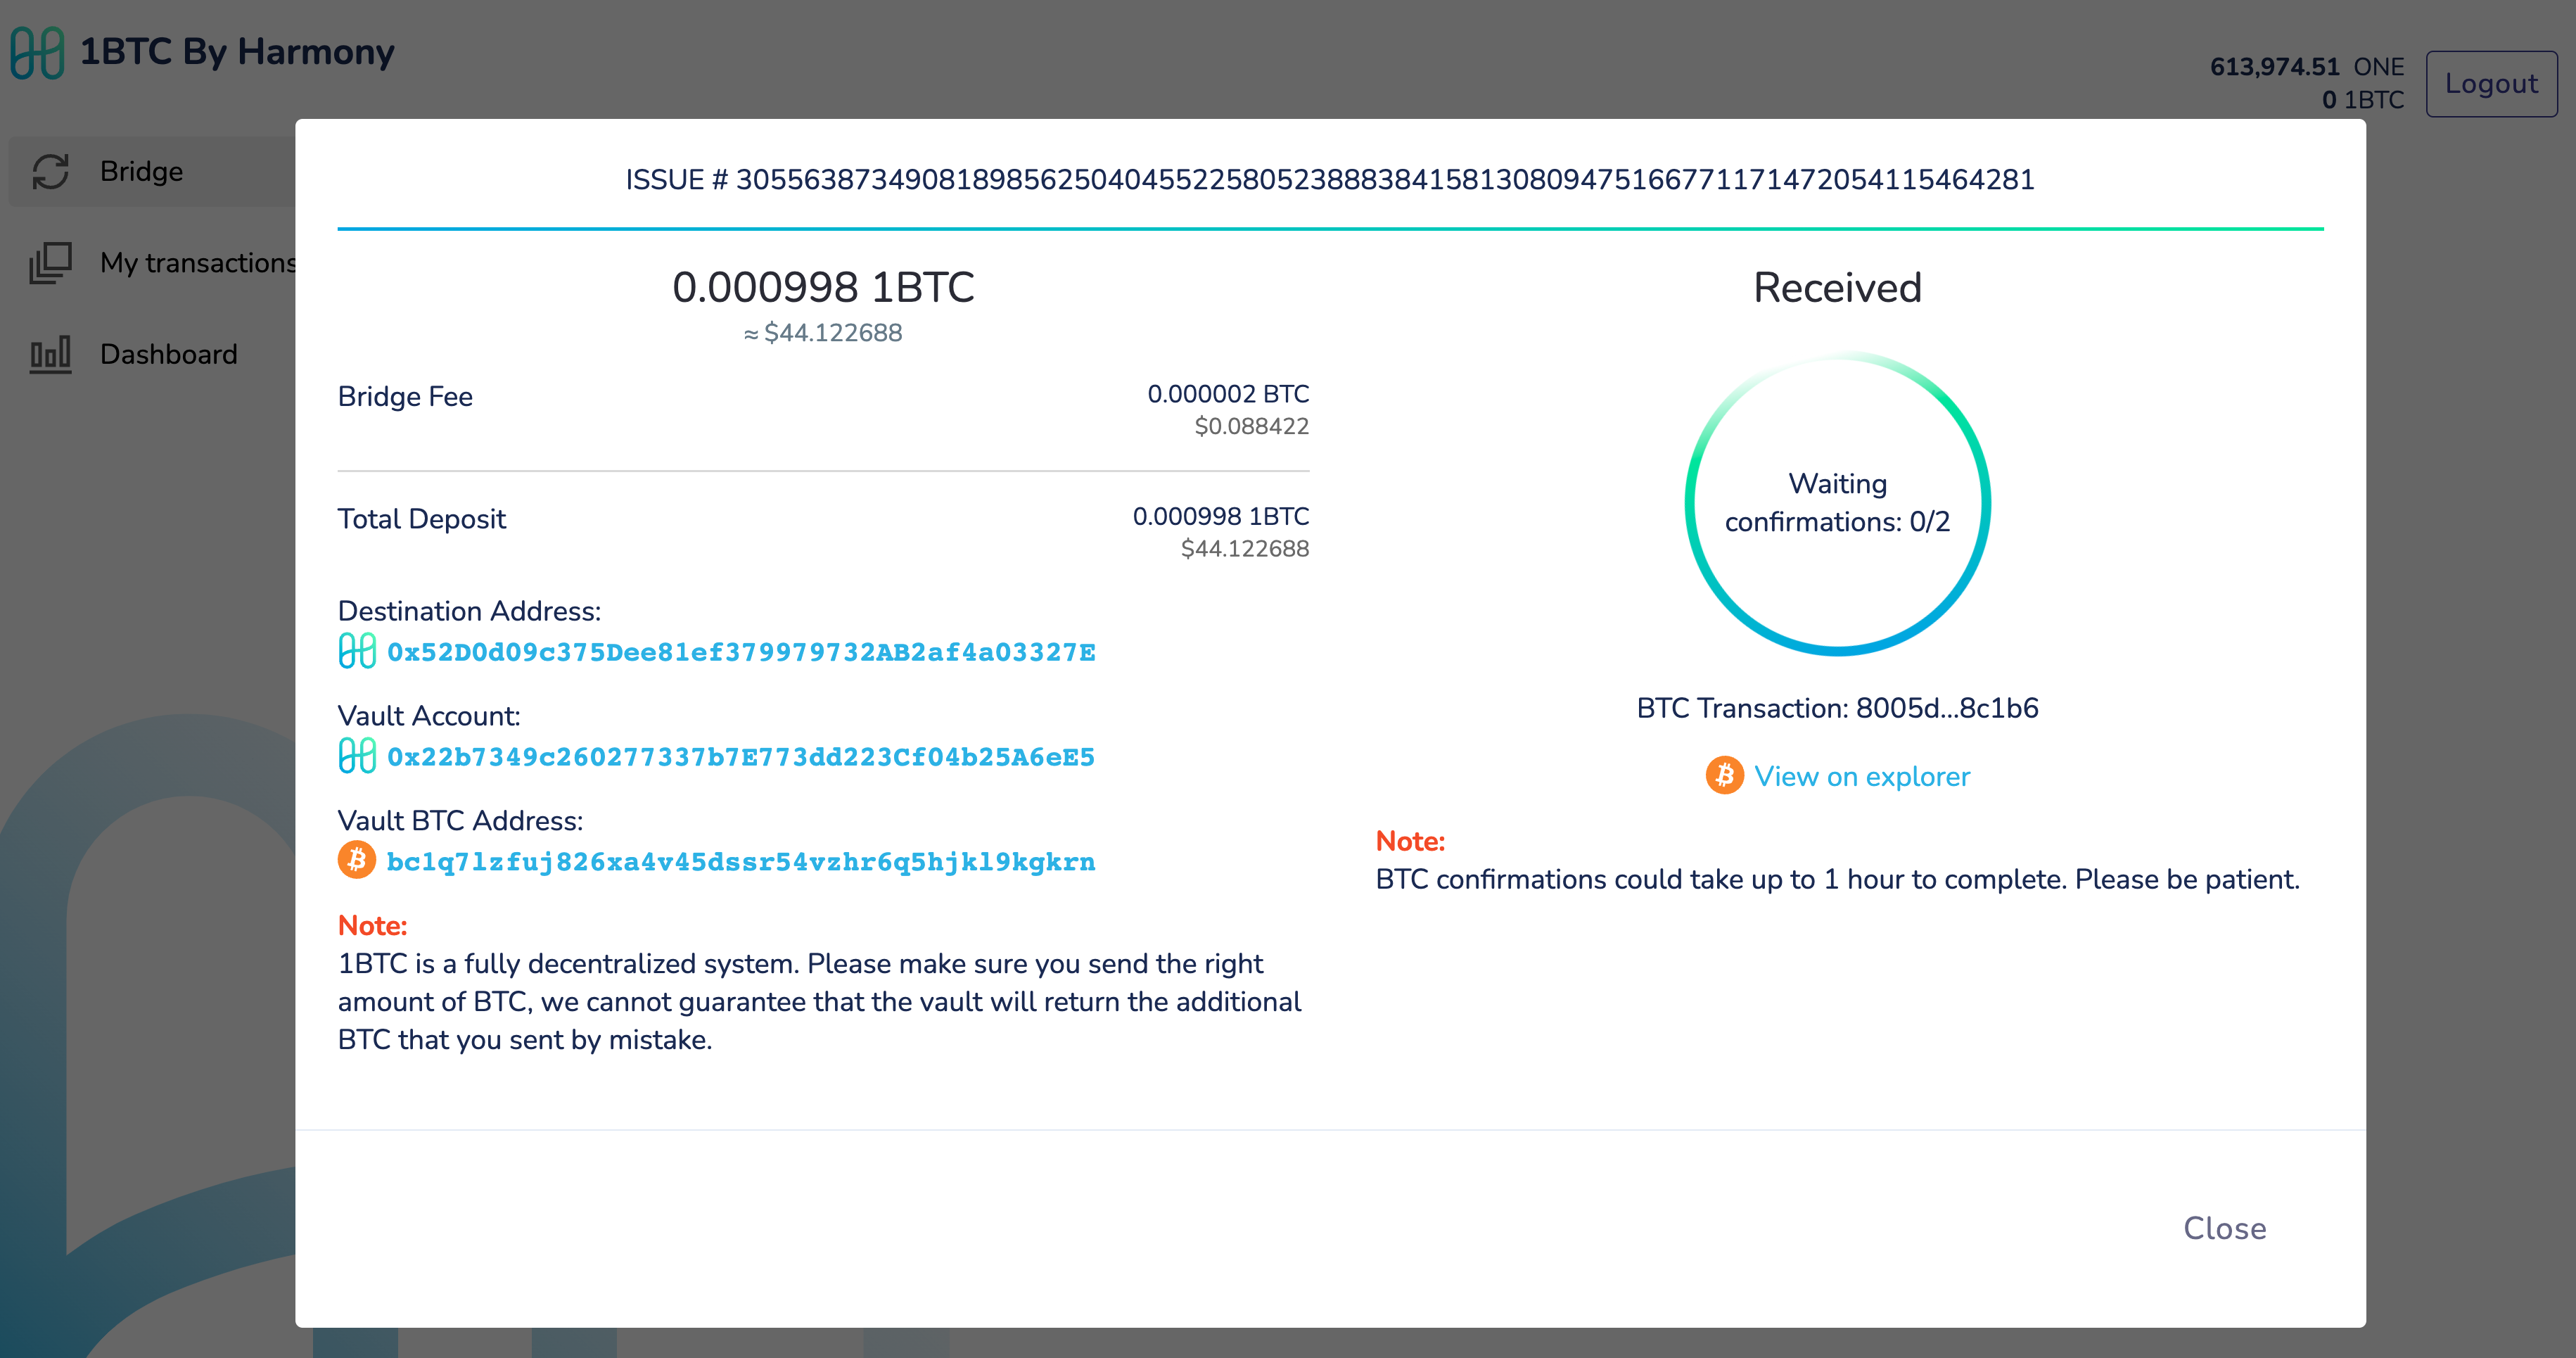 1BTC By Harmony
613,974.51 ONE
0 1BTC
Logout
Bridge
My transactions
Dashboard
ISSUE # 30556387349081898562504045522580523888384158130809475166771171472054115464281
0.000998 1BTC
≈ $44.122688
Bridge Fee
0.000002 BTC
$0.088422
Total Deposit
0.000998 1BTC
$44.122688
Destination Address:
0x52D0d09c375Dee81ef379979732AB2af4a03327E
Vault Account:
0x22b7349c260277337b7E773dd223Cf04b25A6eE5
Vault BTC Address:
bc1q7lzfuj826xa4v45dssr54vzhr6q5hjkl9kgkrn
Note:
1BTC is a fully decentralized system. Please make sure you send the right
amount of BTC, we cannot guarantee that the vault will return the additional
BTC that you sent by mistake.
Received
Waiting
confirmations: 0/2
BTC Transaction: 8005d...8c1b6
View on explorer
Note:
BTC confirmations could take up to 1 hour to complete. Please be patient.
Close